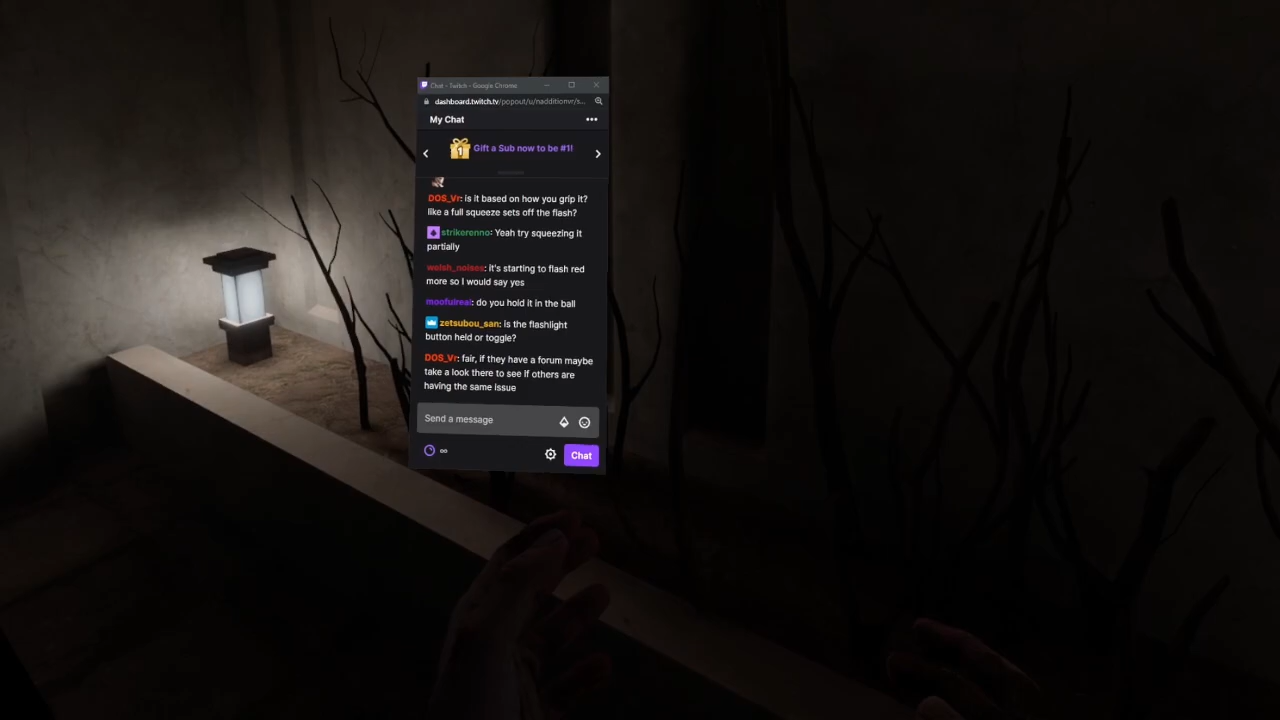 Chat - Twitch - Google Chrome
dashboard.twitch.tv/popout/u/nadditionvr/s...
My Chat
1
Gift a Sub now to be #1!
DOS_Vr: is it based on how you grip it?
like a full squeeze sets off the flash?
strikerenno: Yeah try squeezing it
partially
welsh_noises: it's starting to flash red
more so I would say yes
moofuireal: do you hold it in the ball
zetsubou_san: is the flashlight
button held or toggle?
DOS_Vr: fair, if they have a forum maybe
take a look there to see if others are
having the same issue
Send a message
∞
Chat